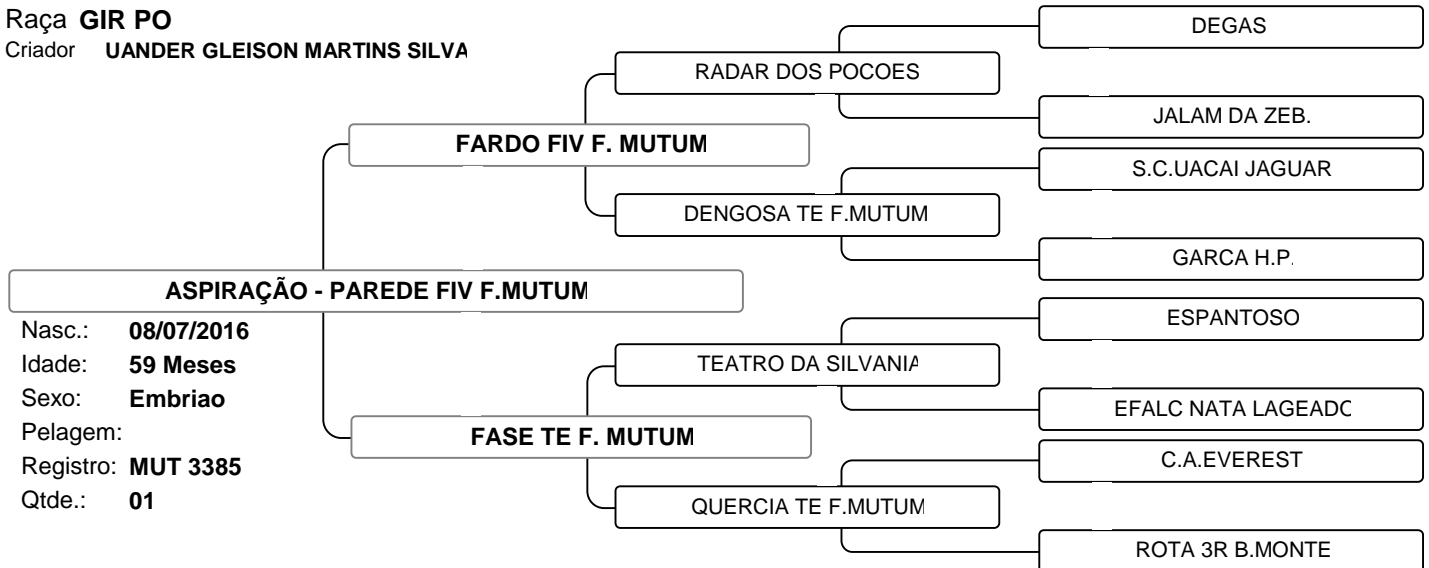 Raça GIR PO
Criador UANDER GLEISON MARTINS SILVA
DEGAS
RADAR DOS POCOES
JALAM DA ZEB.
FARDO FIV F. MUTUM
S.C.UACAI JAGUAR
DENGOSA TE F.MUTUM
GARCA H.P.
ASPIRAÇÃO - PAREDE FIV F.MUTUM
Nasc.: 08/07/2016
Idade: 59 Meses
Sexo: Embriao
Pelagem:
Registro: MUT 3385
Qtde.: 01
ESPANTOSO
TEATRO DA SILVANIA
EFALC NATA LAGEADO
FASE TE F. MUTUM
C.A.EVEREST
QUERCIA TE F.MUTUM
ROTA 3R B.MONTE